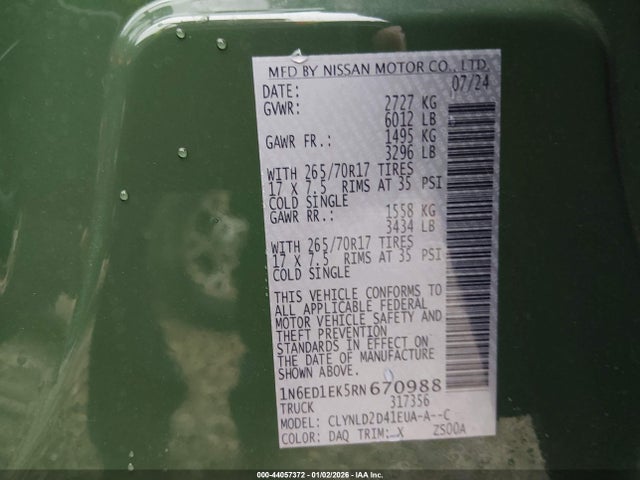 MFD BY NISSAN MOTOR CO., LTD.
DATE: 07/24
GVWR: 2727 KG
6012 LB
GAWR FR.: 1495 KG
3296 LB
WITH 265/70R17 TIRES
17 X 7.5 RIMS AT 35 PSI
COLD SINGLE
GAWR RR.: 1558 KG
3434 LB
WITH 265/70R17 TIRES
17 X 7.5 RIMS AT 35 PSI
COLD SINGLE
THIS VEHICLE CONFORMS TO
ALL APPLICABLE FEDERAL
MOTOR VEHICLE SAFETY AND
THEFT PREVENTION
STANDARDS IN EFFECT ON
THE DATE OF MANUFACTURE
SHOWN ABOVE.
1N6ED1EK5RN670988
TRUCK 317356
MODEL: CLYNLD2D41EUA-A--C
COLOR: DAQ TRIM: X Z500A
000-44057372 - 01/02/2026 - IAA Inc.